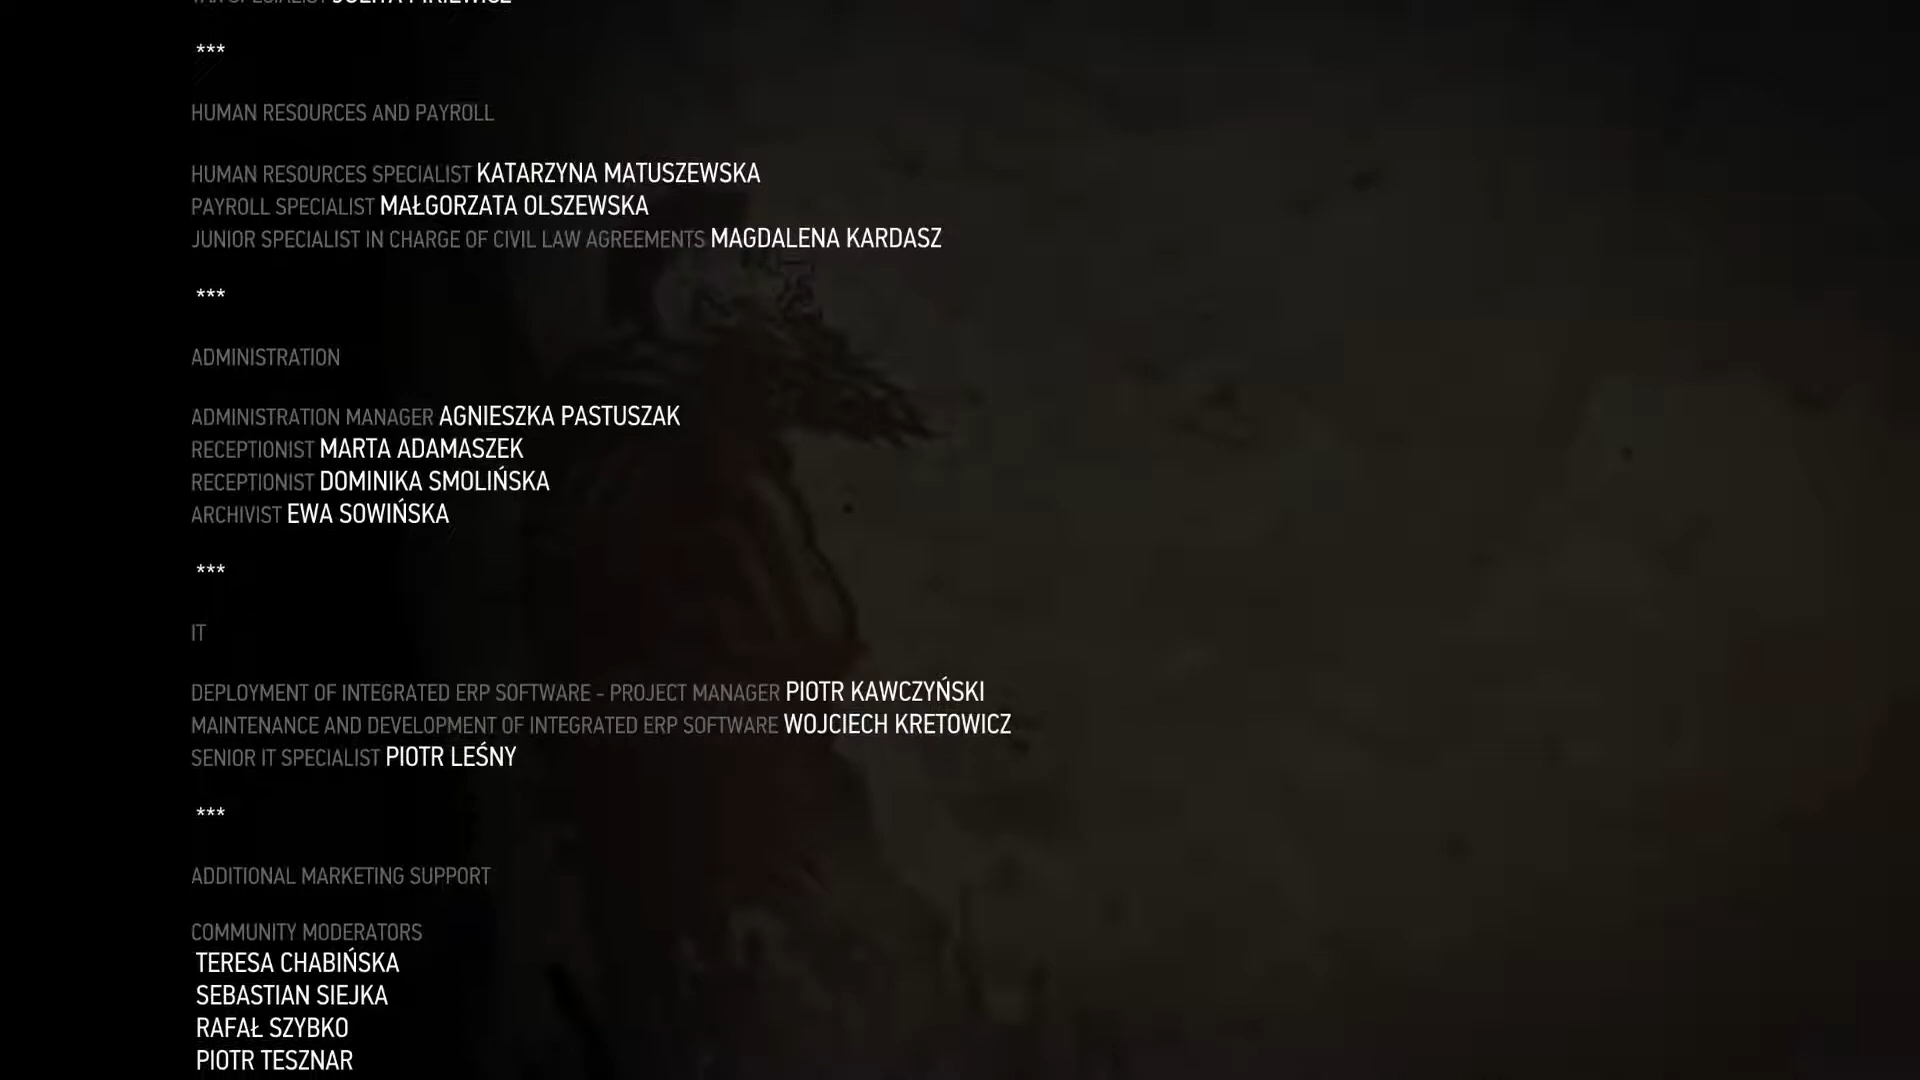 ***
HUMAN RESOURCES AND PAYROLL
HUMAN RESOURCES SPECIALIST KATARZYNA MATUSZEWSKA
PAYROLL SPECIALIST MAŁGORZATA OLSZEWSKA
JUNIOR SPECIALIST IN CHARGE OF CIVIL LAW AGREEMENTS MAGDALENA KARDASZ
***
ADMINISTRATION
ADMINISTRATION MANAGER AGNIESZKA PASTUSZAK
RECEPTIONIST MARTA ADAMASZEK
RECEPTIONIST DOMINIKA SMOLIŃSKA
ARCHIVIST EWA SOWIŃSKA
***
IT
DEPLOYMENT OF INTEGRATED ERP SOFTWARE - PROJECT MANAGER PIOTR KAWCZYŃSKI
MAINTENANCE AND DEVELOPMENT OF INTEGRATED ERP SOFTWARE WOJCIECH KRETOWICZ
SENIOR IT SPECIALIST PIOTR LEŚNY
***
ADDITIONAL MARKETING SUPPORT
COMMUNITY MODERATORS
TERESA CHABIŃSKA
SEBASTIAN SIEJKA
RAFAŁ SZYBKO
PIOTR TESZNAR